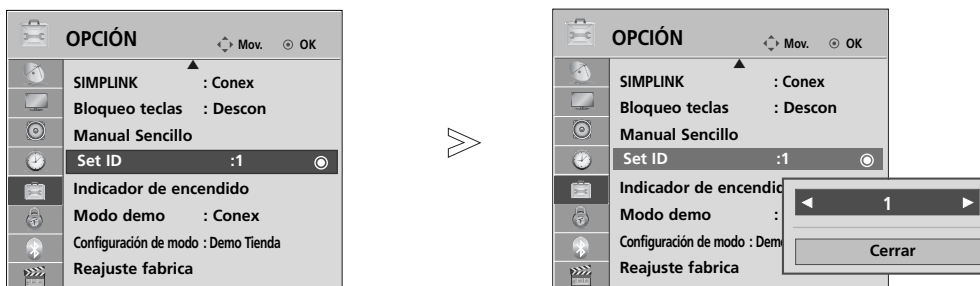 OPCIÓN Mov. OK
SIMPLINK : Conex
Bloqueo teclas : Descon
Manual Sencillo
Set ID :1
Indicador de encendido
Modo demo : Conex
Configuración de modo : Demo Tienda
Reajuste fabrica
OPCIÓN Mov. OK
SIMPLINK : Conex
Bloqueo teclas : Descon
Manual Sencillo
Set ID :1
Indicador de encendid
Modo demo :
Configuración de modo : Dem
Reajuste fabrica
◄ 1 ►
Cerrar